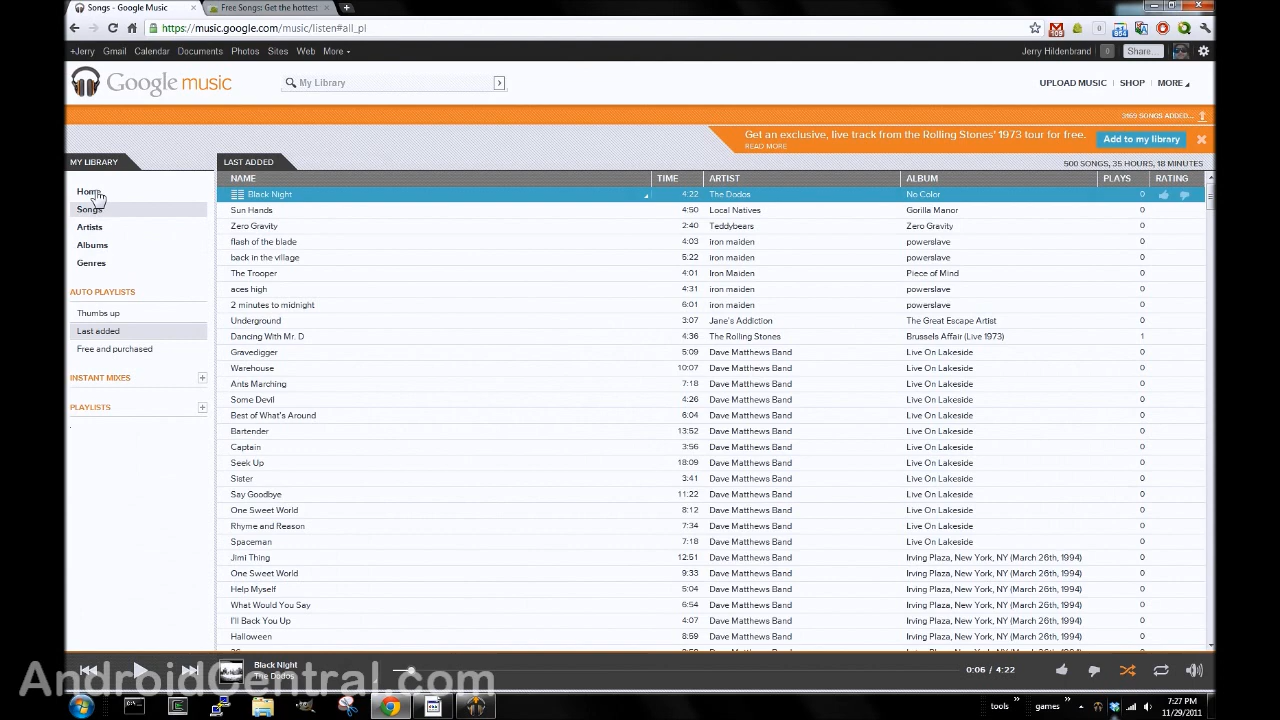 Songs - Google Music
Free Songs: Get the hottest
https://music.google.com/music/listen#all_pl
+Jerry Gmail Calendar Documents Photos Sites Web More
Jerry Hildenbrand 0 Share...
Google music
My Library
UPLOAD MUSIC SHOP MORE
3169 SONGS ADDED...
Get an exclusive, live track from the Rolling Stones' 1973 tour for free.
READ MORE
Add to my library
MY LIBRARY
LAST ADDED
500 SONGS, 35 HOURS, 18 MINUTES
Home
Songs
Artists
Albums
Genres
AUTO PLAYLISTS
Thumbs up
Last added
Free and purchased
INSTANT MIXES
PLAYLISTS
NAME TIME ARTIST ALBUM PLAYS RATING
Black Night 4:22 The Dodos No Color 0
Sun Hands 4:50 Local Natives Gorilla Manor 0
Zero Gravity 2:40 Teddybears Zero Gravity 0
flash of the blade 4:03 iron maiden powerslave 0
back in the village 5:22 iron maiden powerslave 0
The Trooper 4:01 Iron Maiden Piece of Mind 0
aces high 4:31 iron maiden powerslave 0
2 minutes to midnight 6:01 iron maiden powerslave 0
Underground 3:07 Jane's Addiction The Great Escape Artist 0
Dancing With Mr. D 4:36 The Rolling Stones Brussels Affair (Live 1973) 1
Gravedigger 5:09 Dave Matthews Band Live On Lakeside 0
Warehouse 10:07 Dave Matthews Band Live On Lakeside 0
Ants Marching 7:18 Dave Matthews Band Live On Lakeside 0
Some Devil 4:26 Dave Matthews Band Live On Lakeside 0
Best of What's Around 6:04 Dave Matthews Band Live On Lakeside 0
Bartender 13:52 Dave Matthews Band Live On Lakeside 0
Captain 3:56 Dave Matthews Band Live On Lakeside 0
Seek Up 18:09 Dave Matthews Band Live On Lakeside 0
Sister 3:41 Dave Matthews Band Live On Lakeside 0
Say Goodbye 11:22 Dave Matthews Band Live On Lakeside 0
One Sweet World 8:12 Dave Matthews Band Live On Lakeside 0
Rhyme and Reason 7:34 Dave Matthews Band Live On Lakeside 0
Spaceman 7:18 Dave Matthews Band Live On Lakeside 0
Jimi Thing 12:51 Dave Matthews Band Irving Plaza, New York, NY (March 26th, 1994) 0
One Sweet World 9:33 Dave Matthews Band Irving Plaza, New York, NY (March 26th, 1994) 0
Help Myself 5:04 Dave Matthews Band Irving Plaza, New York, NY (March 26th, 1994) 0
What Would You Say 6:54 Dave Matthews Band Irving Plaza, New York, NY (March 26th, 1994) 0
I'll Back You Up 4:07 Dave Matthews Band Irving Plaza, New York, NY (March 26th, 1994) 0
Halloween 8:59 Dave Matthews Band Irving Plaza, New York, NY (March 26th, 1994) 0
Black Night
The Dodos
0:06 / 4:22
AndroidCentral.com
tools games 7:27 PM
11/29/2011